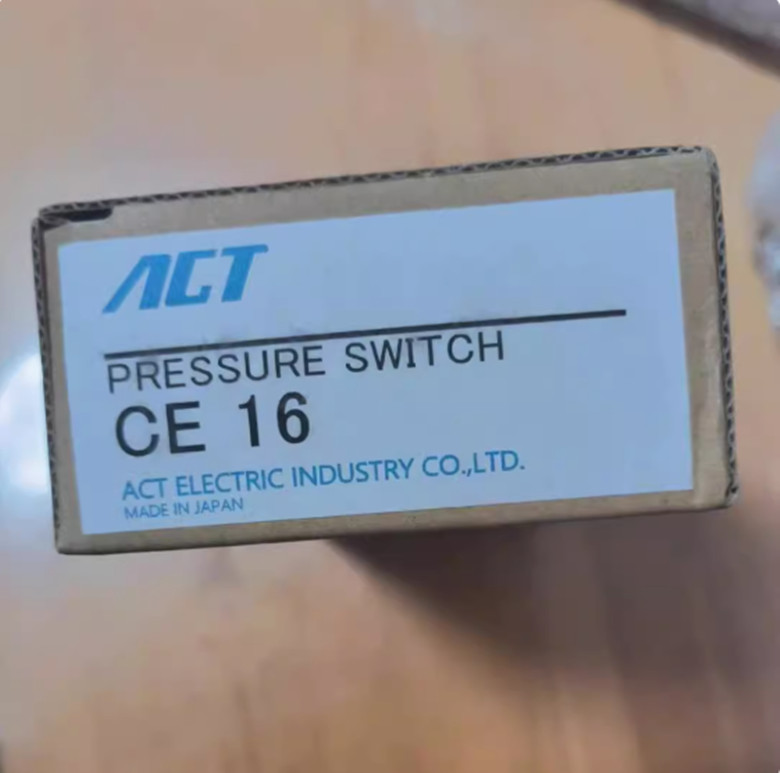 ACT
PRESSURE SWITCH
CE 16
ACT ELECTRIC INDUSTRY CO.,LTD.
MADE IN JAPAN